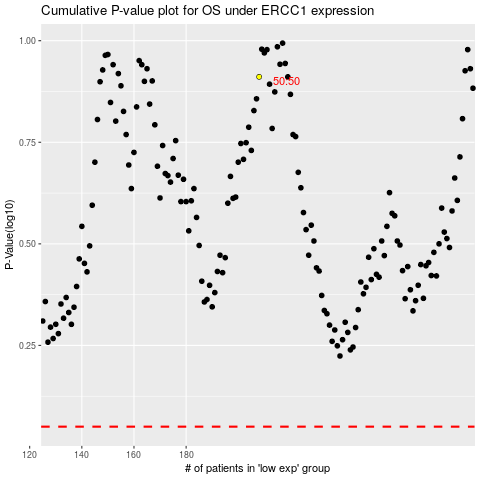 Cumulative P-value plot for OS under ERCC1 expression
P-Value(log10)
1.00
0.75
0.50
0.25
50.50
120 140 160 180
# of patients in 'low exp' group